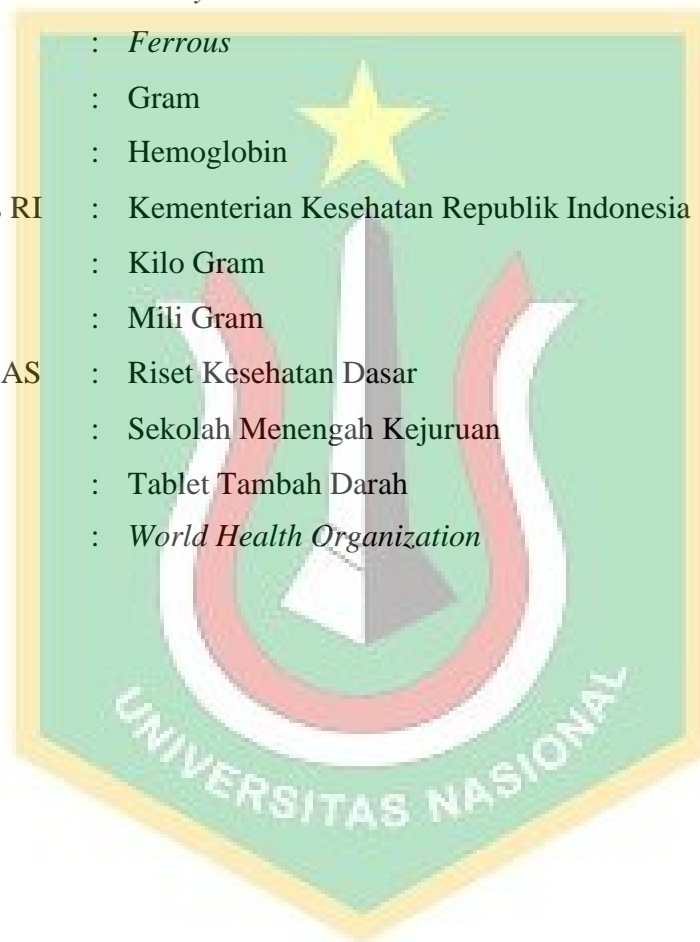 : Ferrous
: Gram
: Hemoglobin
RI : Kementerian Kesehatan Republik Indonesia
: Kilo Gram
: Mili Gram
AS : Riset Kesehatan Dasar
: Sekolah Menengah Kejuruan
: Tablet Tambah Darah
: World Health Organization
UNIVERSITAS NASIONAL